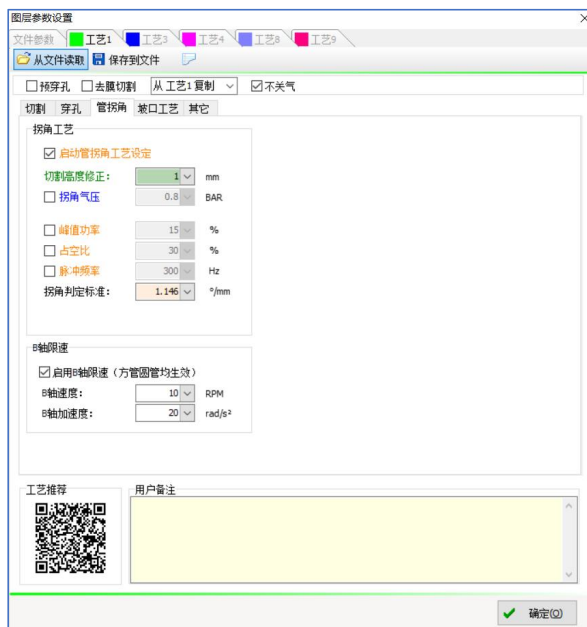 图层参数设置
文件参数 工艺1 工艺3 工艺4 工艺8 工艺9
从文件读取 保存到文件
预穿孔 去膜切割 从工艺1复制 不关气
切割 穿孔 管拐角 坡口工艺 其它
拐角工艺
启动管拐角工艺设定
切割高度修正： 1 mm
拐角气压 0.8 BAR
峰值功率 15 %
占空比 30 %
脉冲频率 300 Hz
拐角判定标准： 1.146 °/mm
B轴限速
启用B轴限速（方管圆管均生效）
B轴速度： 10 RPM
B轴加速度： 20 rad/s²
工艺推荐 用户备注
确定(O)